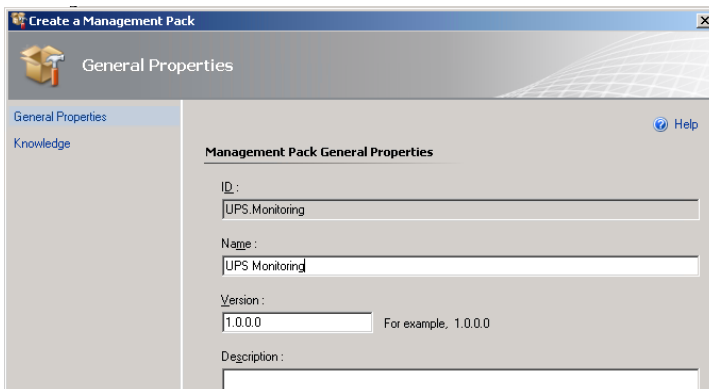 Create a Management Pack
General Properties
General Properties
Knowledge
Help
Management Pack General Properties
ID :
UPS.Monitoring
Name :
UPS Monitoring
Version :
1.0.0.0 For example, 1.0.0.0
Description :